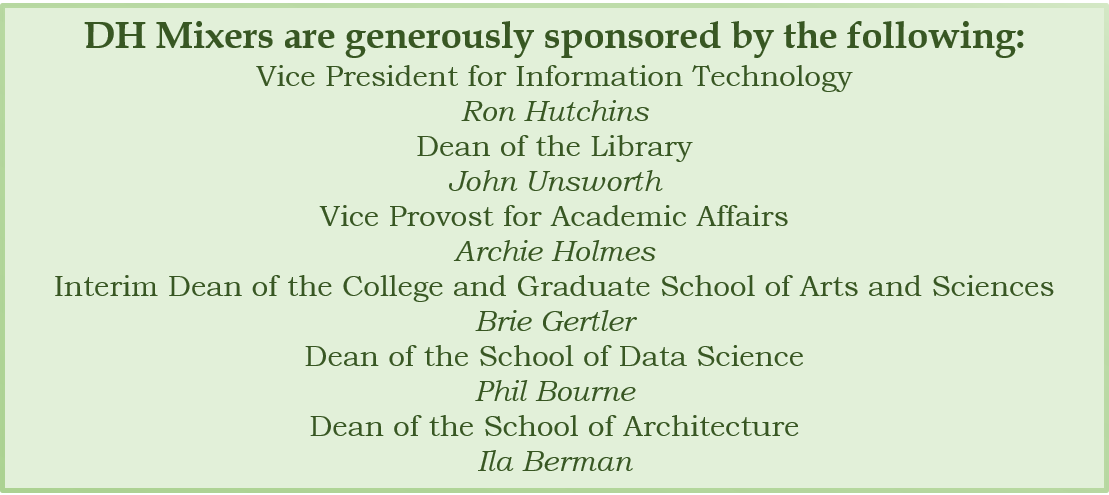 DH Mixers are generously sponsored by the following:
Vice President for Information Technology
Ron Hutchins
Dean of the Library
John Unsworth
Vice Provost for Academic Affairs
Archie Holmes
Interim Dean of the College and Graduate School of Arts and Sciences
Brie Gertler
Dean of the School of Data Science
Phil Bourne
Dean of the School of Architecture
Ila Berman